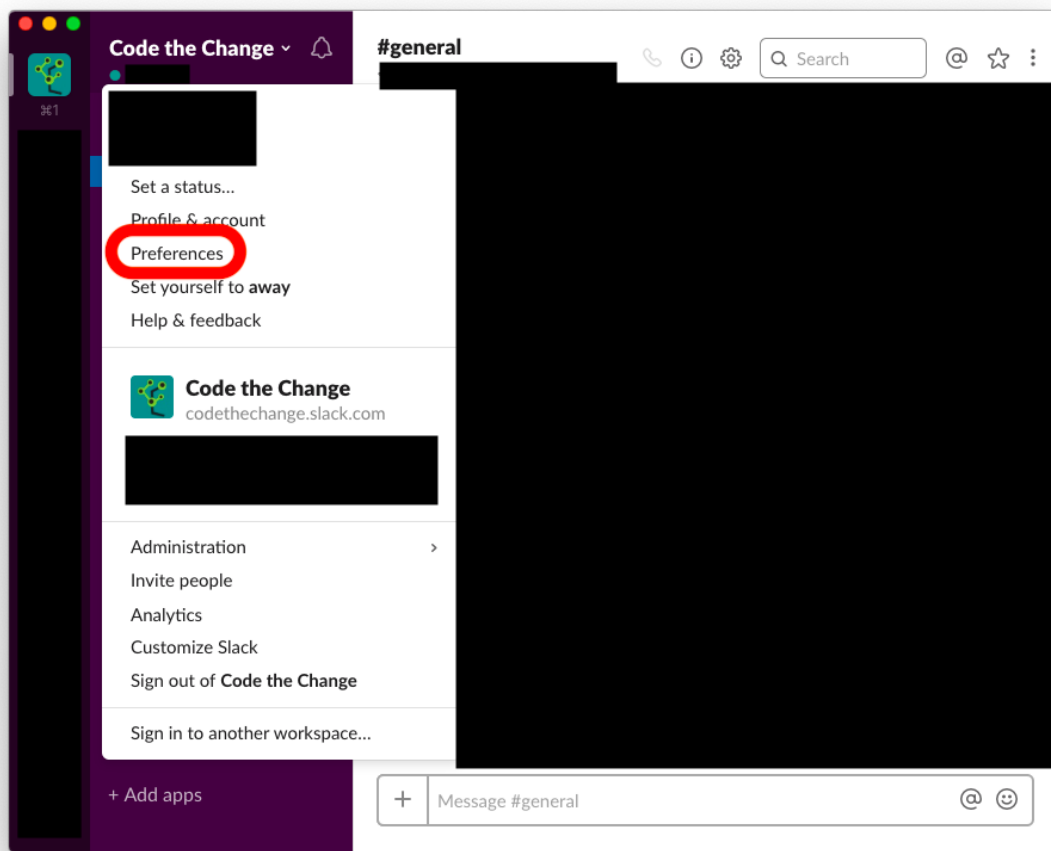 Code the Change
#general
Search
⌘1
Set a status...
Profile & account
Preferences
Set yourself to away
Help & feedback
Code the Change
codethechange.slack.com
Administration
Invite people
Analytics
Customize Slack
Sign out of Code the Change
Sign in to another workspace...
+ Add apps
Message #general